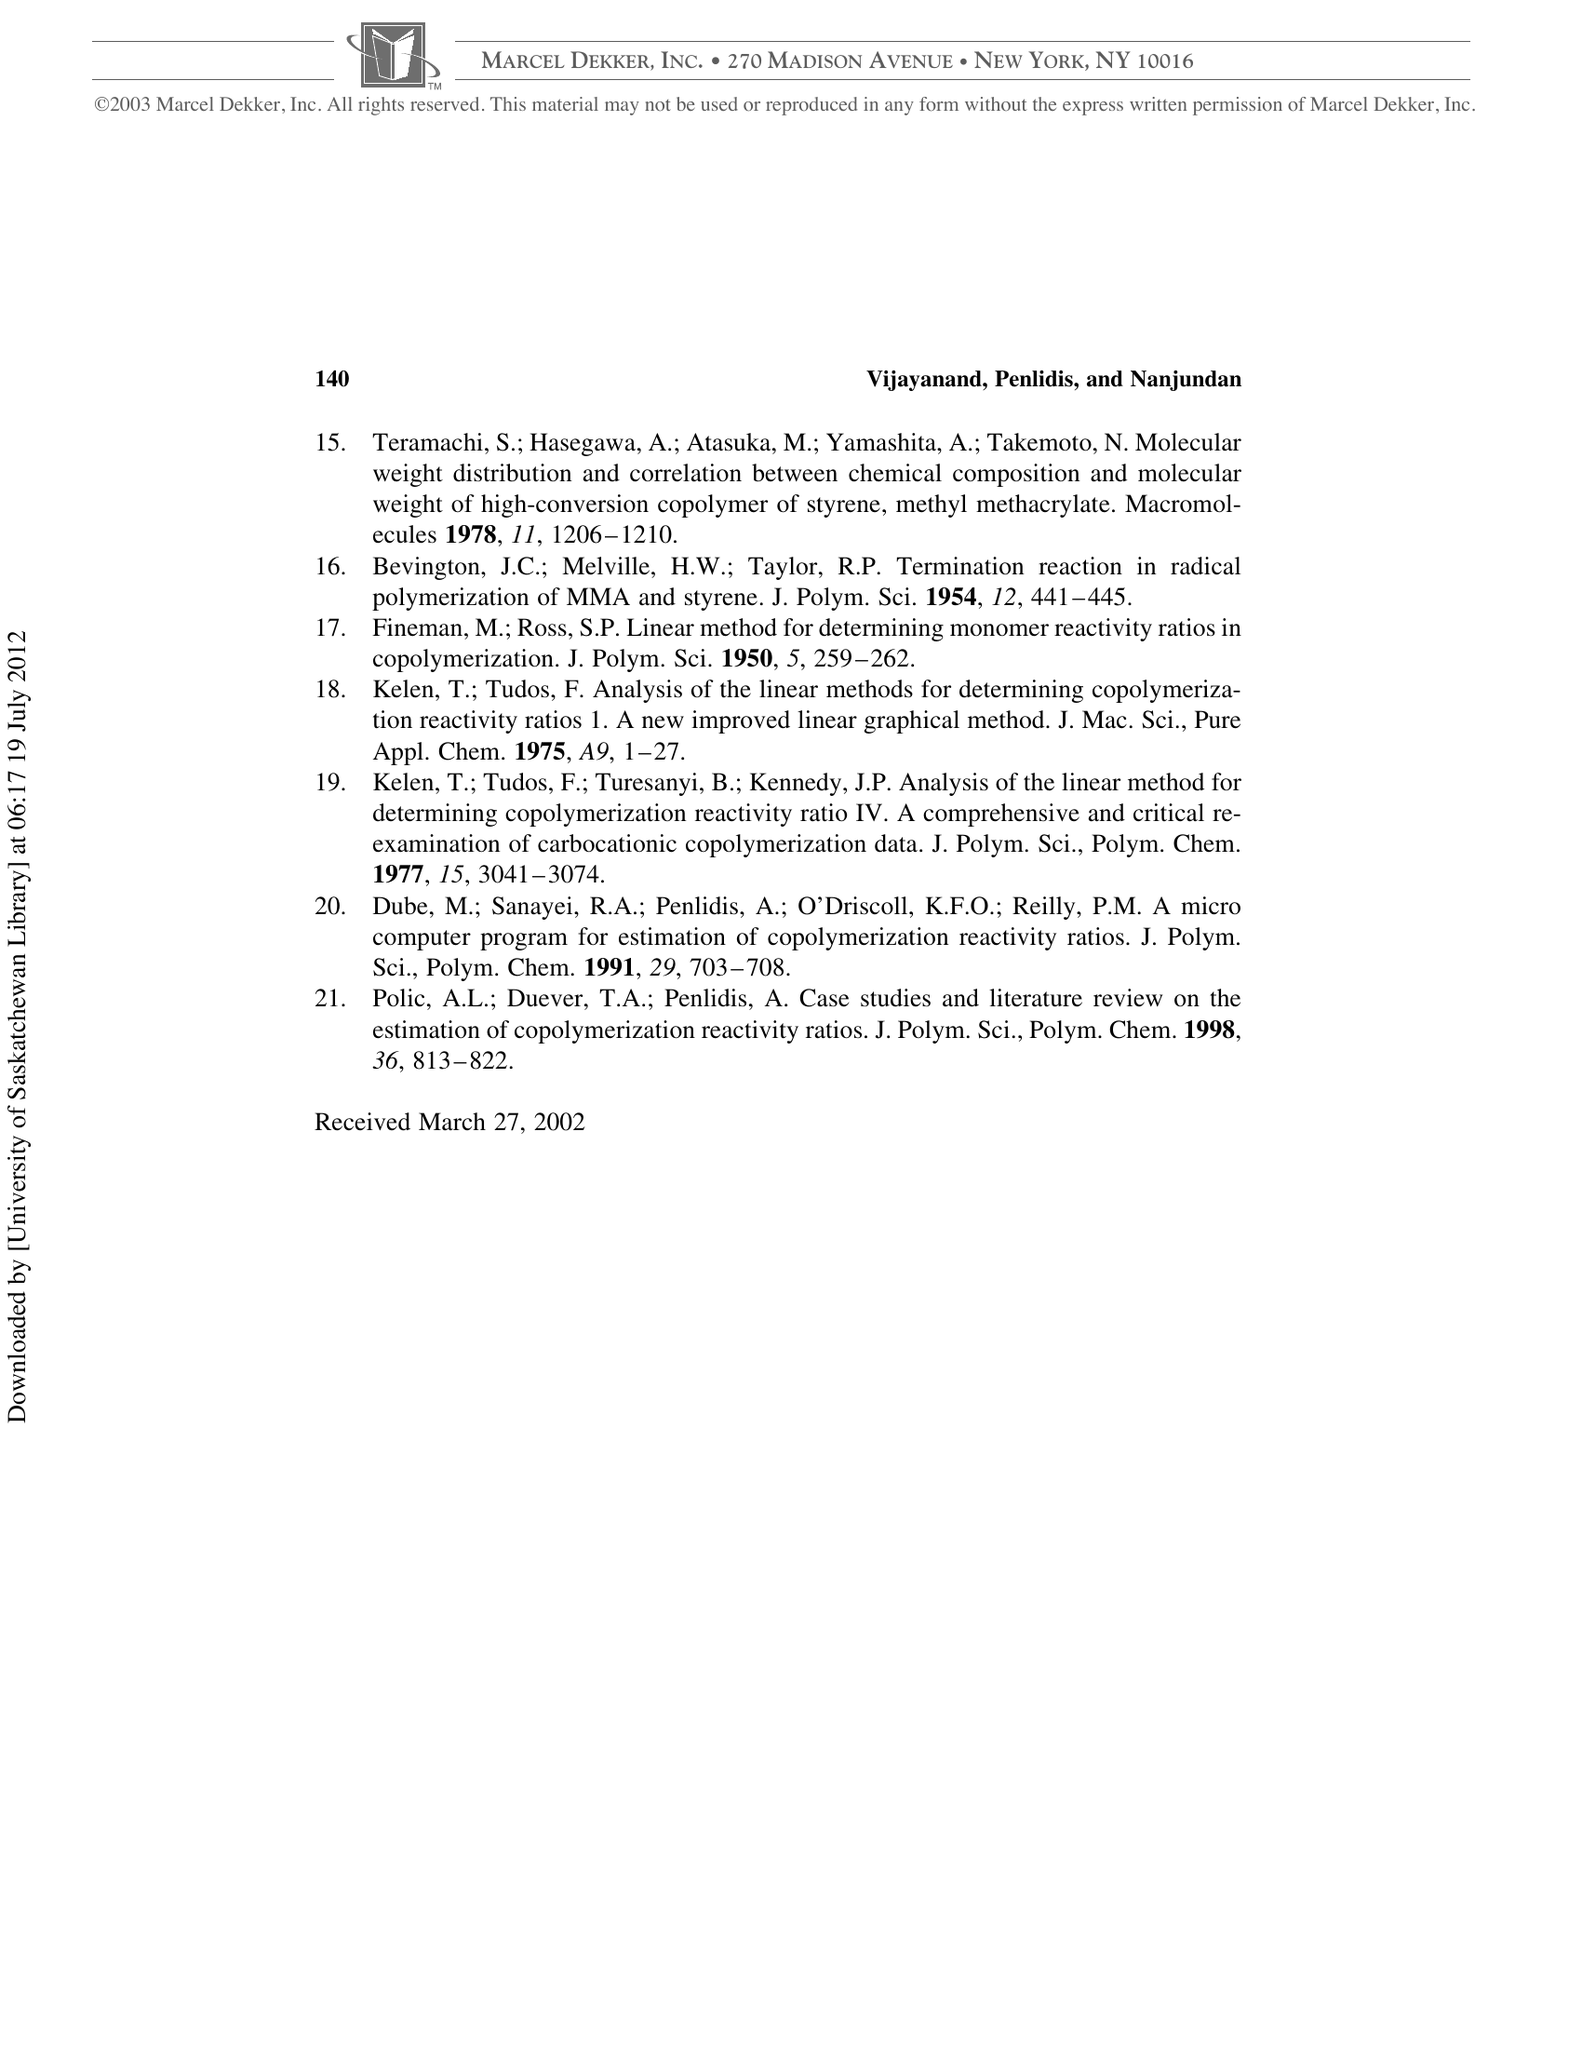 MARCEL DEKKER, INC. • 270 MADISON AVENUE • NEW YORK, NY 10016
TM
©2003 Marcel Dekker, Inc. All rights reserved. This material may not be used or reproduced in any form without the express written permission of Marcel Dekker, Inc.
140 Vijayanand, Penlidis, and Nanjundan
15. Teramachi, S.; Hasegawa, A.; Atasuka, M.; Yamashita, A.; Takemoto, N. Molecular
weight distribution and correlation between chemical composition and molecular
weight of high-conversion copolymer of styrene, methyl methacrylate. Macromol-
ecules 1978, 11, 1206–1210.
16. Bevington, J.C.; Melville, H.W.; Taylor, R.P. Termination reaction in radical
polymerization of MMA and styrene. J. Polym. Sci. 1954, 12, 441–445.
17. Fineman, M.; Ross, S.P. Linear method for determining monomer reactivity ratios in
copolymerization. J. Polym. Sci. 1950, 5, 259–262.
18. Kelen, T.; Tudos, F. Analysis of the linear methods for determining copolymeriza-
tion reactivity ratios 1. A new improved linear graphical method. J. Mac. Sci., Pure
Appl. Chem. 1975, A9, 1–27.
19. Kelen, T.; Tudos, F.; Turesanyi, B.; Kennedy, J.P. Analysis of the linear method for
determining copolymerization reactivity ratio IV. A comprehensive and critical re-
examination of carbocationic copolymerization data. J. Polym. Sci., Polym. Chem.
1977, 15, 3041–3074.
20. Dube, M.; Sanayei, R.A.; Penlidis, A.; O’Driscoll, K.F.O.; Reilly, P.M. A micro
computer program for estimation of copolymerization reactivity ratios. J. Polym.
Sci., Polym. Chem. 1991, 29, 703–708.
21. Polic, A.L.; Duever, T.A.; Penlidis, A. Case studies and literature review on the
estimation of copolymerization reactivity ratios. J. Polym. Sci., Polym. Chem. 1998,
36, 813–822.
Received March 27, 2002
Downloaded by [University of Saskatchewan Library] at 06:17 19 July 2012